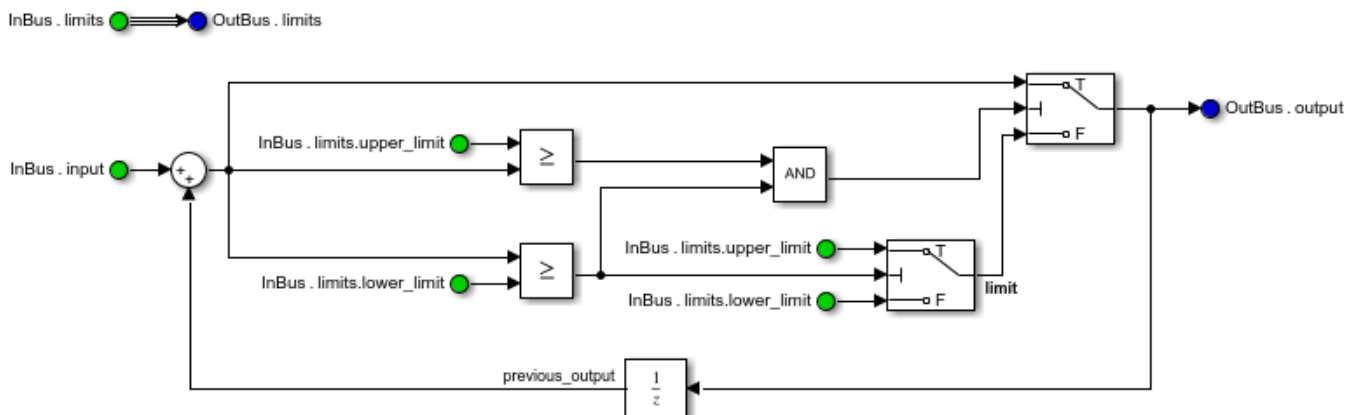 InBus . limits
OutBus . limits
T
F
OutBus . output
InBus . limits.upper_limit
≥
InBus . input
+
+
AND
InBus . limits.upper_limit
T
≥
InBus . limits.lower_limit
InBus . limits.lower_limit
F
limit
previous_output
1
z